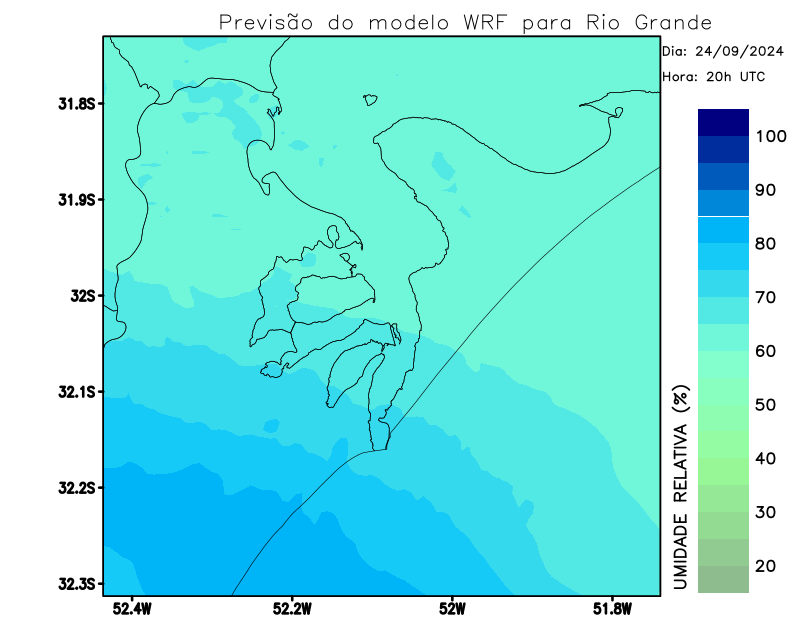 Previsão do modelo WRF para Rio Grande
Dia: 24/09/2024
Hora: 20h UTC
31.8S
31.9S
32S
32.1S
32.2S
32.3S
52.4W
52.2W
52W
51.8W
100
90
80
70
60
50
40
30
20
UMIDADE RELATIVA (%)